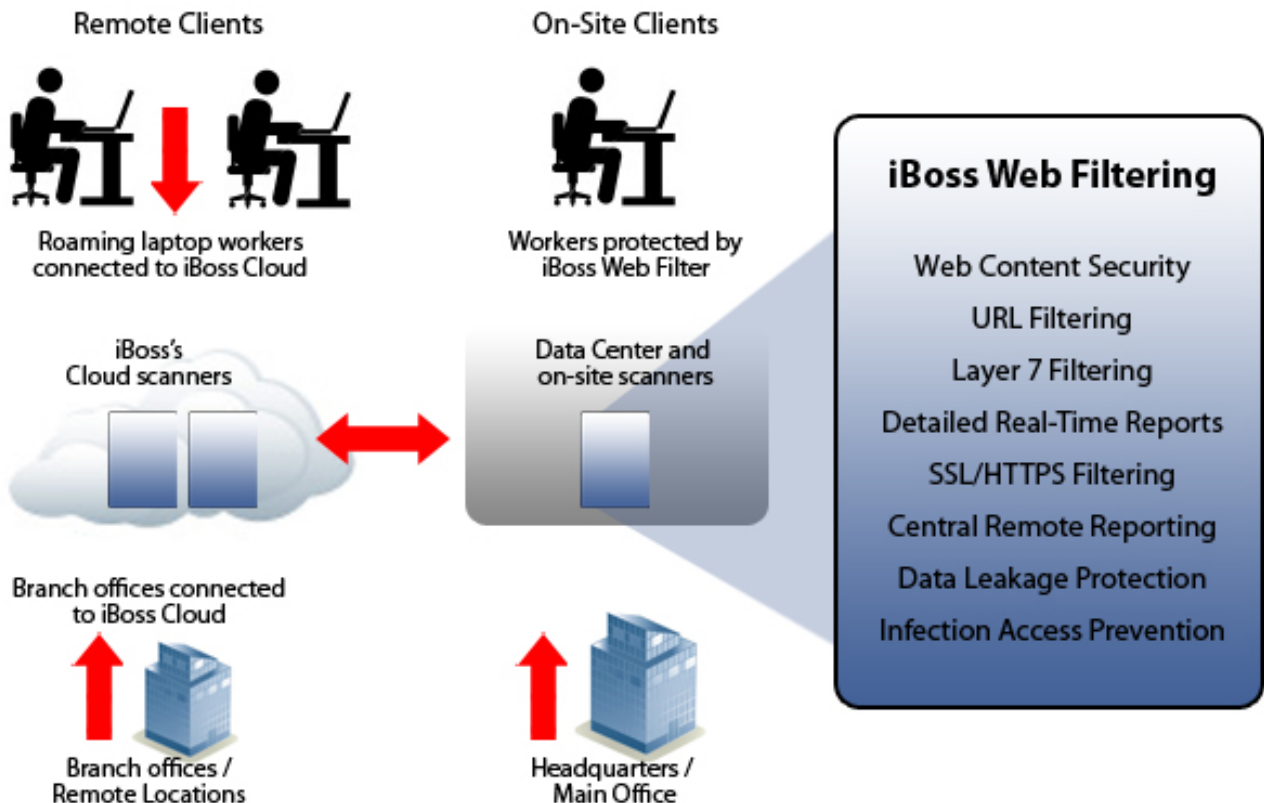 Remote Clients
On-Site Clients
Roaming laptop workers
connected to iBoss Cloud
Workers protected by
iBoss Web Filter
iBoss's
Cloud scanners
Data Center and
on-site scanners
Branch offices connected
to iBoss Cloud
Branch offices /
Remote Locations
Headquarters /
Main Office
iBoss Web Filtering
Web Content Security
URL Filtering
Layer 7 Filtering
Detailed Real-Time Reports
SSL/HTTPS Filtering
Central Remote Reporting
Data Leakage Protection
Infection Access Prevention